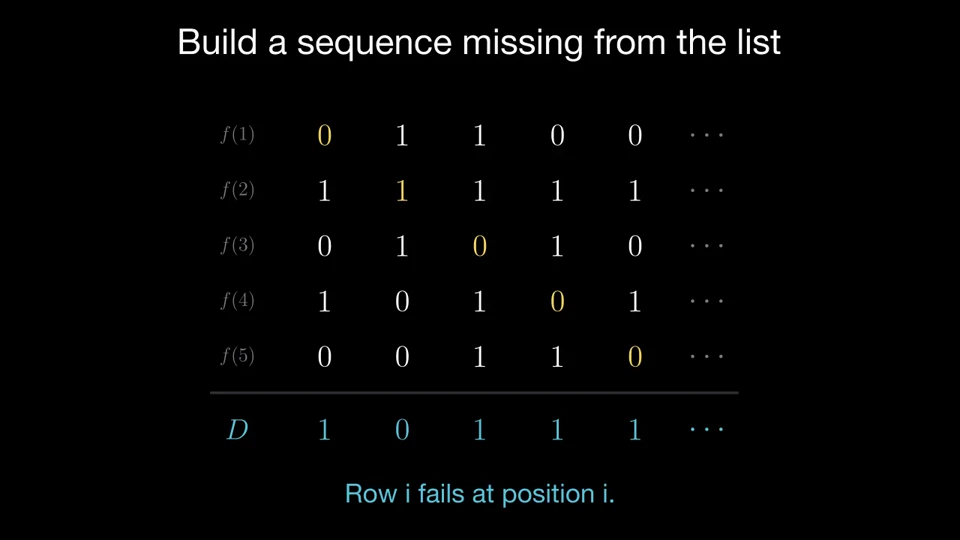 Build a sequence missing from the list
f(1) 0 1 1 0 0 ···
f(2) 1 1 1 1 1 ···
f(3) 0 1 0 1 0 ···
f(4) 1 0 1 0 1 ···
f(5) 0 0 1 1 0 ···
D 1 0 1 1 1 ···
Row i fails at position i.